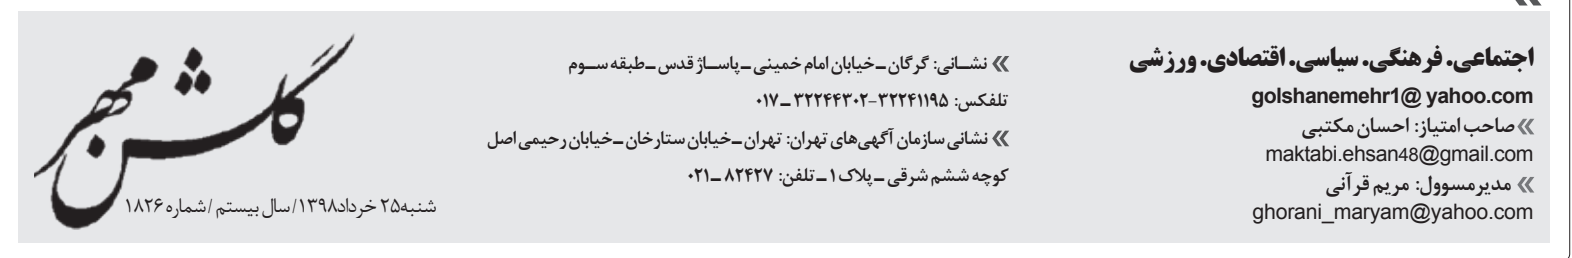 اجتماعی. فرهنگی. سیاسی. اقتصادی. ورزشی
golshanemehr1@ yahoo.com
» صاحب امتیاز: احسان مکتبی
maktabi.ehsan48@gmail.com
» مدیرمسوول: مریم قرآنی
ghorani_maryam@yahoo.com
» نشــانی: گرگان ـ خیابان امام خمینی ـ پاســاژ قدس ـ طبقه ســوم
تلفکس: ۳۲۲۴۱۱۹۵-۳۲۲۴۴۳۰۲ ـ ۰۱۷
» نشانی سازمان آگهی‌های تهران: تهران ـ خیابان ستارخان ـ خیابان رحیمی اصل
کوچه ششم شرقی ـ پلاک ۱ ـ تلفن: ۸۲۴۲۷ ـ ۰۲۱
گلشن مهر
شنبه۲۵ خرداد۱۳۹۸/ سال بیستم / شماره ۱۸۲۶